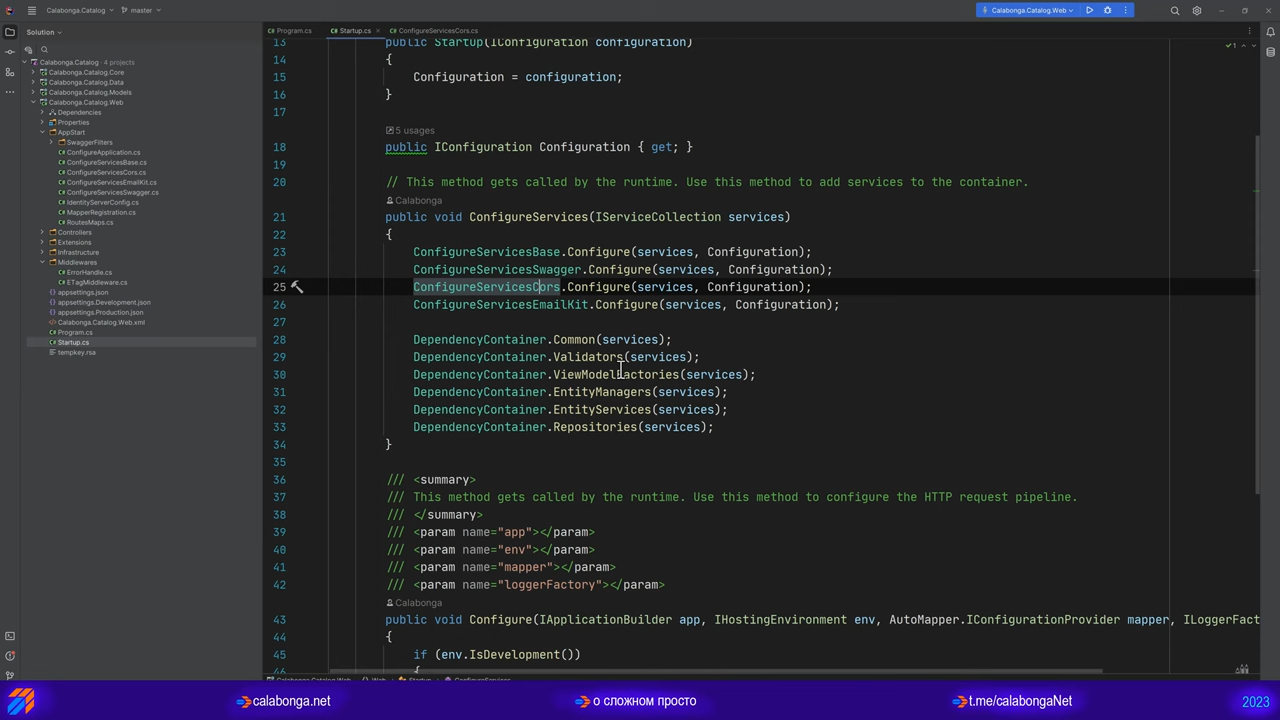 Calabonga.Catalog
master
Calabonga.Catalog.Web
Solution
Program.cs
Startup.cs
ConfigureServicesCors.cs
Calabonga.Catalog 4 projects
Calabonga.Catalog.Core
Calabonga.Catalog.Data
Calabonga.Catalog.Models
Calabonga.Catalog.Web
Dependencies
Properties
AppStart
SwaggerFilters
ConfigureApplication.cs
ConfigureServicesBase.cs
ConfigureServicesCors.cs
ConfigureServicesEmailKit.cs
ConfigureServicesSwagger.cs
IdentityServerConfig.cs
MapperRegistration.cs
RoutesMaps.cs
Controllers
Extensions
Infrastructure
Middlewares
ErrorHandle.cs
ETagMiddleware.cs
appsettings.json
appsettings.Development.json
appsettings.Production.json
Calabonga.Catalog.Web.xml
Program.cs
Startup.cs
tempkey.rsa
1
13 public Startup(IConfiguration configuration)
14 {
15 Configuration = configuration;
16 }
17
5 usages
18 public IConfiguration Configuration { get; }
19
20 // This method gets called by the runtime. Use this method to add services to the container.
Calabonga
21 public void ConfigureServices(IServiceCollection services)
22 {
23 ConfigureServicesBase.Configure(services, Configuration);
24 ConfigureServicesSwagger.Configure(services, Configuration);
25 ConfigureServicesCors.Configure(services, Configuration);
26 ConfigureServicesEmailKit.Configure(services, Configuration);
27
28 DependencyContainer.Common(services);
29 DependencyContainer.Validators(services);
30 DependencyContainer.ViewModelFactories(services);
31 DependencyContainer.EntityManagers(services);
32 DependencyContainer.EntityServices(services);
33 DependencyContainer.Repositories(services);
34 }
35
36 /// <summary>
37 /// This method gets called by the runtime. Use this method to configure the HTTP request pipeline.
38 /// </summary>
39 /// <param name="app"></param>
40 /// <param name="env"></param>
41 /// <param name="mapper"></param>
42 /// <param name="loggerFactory"></param>
Calabonga
43 public void Configure(IApplicationBuilder app, IHostingEnvironment env, AutoMapper.IConfigurationProvider mapper, ILoggerFact
44 {
45 if (env.IsDevelopment())
46 {
calabonga.net
о сложном просто
t.me/calabongaNet
2023